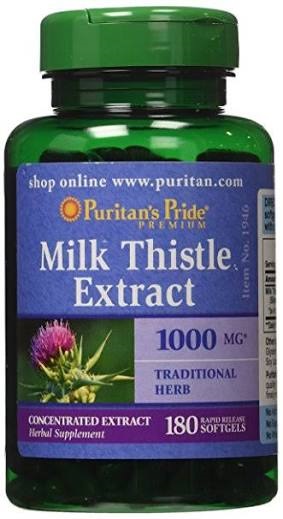 shop online www.puritan.com
Puritan's Pride®
PREMIUM
Milk Thistle
Extract
Item No. 1946
1000 MG*
TRADITIONAL
HERB
CONCENTRATED EXTRACT
Herbal Supplement
180 RAPID RELEASE
SOFTGELS